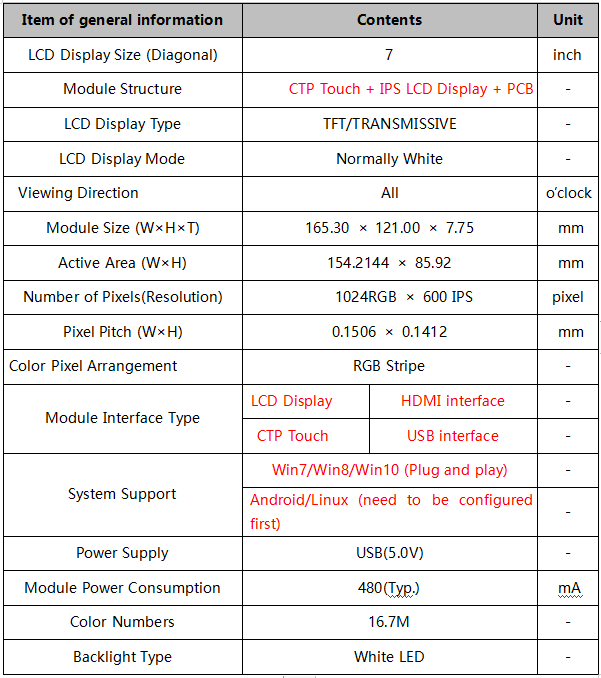 Item of general information Contents Unit
LCD Display Size (Diagonal) 7 inch
Module Structure CTP Touch + IPS LCD Display + PCB -
LCD Display Type TFT/TRANSMISSIVE -
LCD Display Mode Normally White -
Viewing Direction All o'clock
Module Size (W×H×T) 165.30 × 121.00 × 7.75 mm
Active Area (W×H) 154.2144 × 85.92 mm
Number of Pixels(Resolution) 1024RGB × 600 IPS pixel
Pixel Pitch (W×H) 0.1506 × 0.1412 mm
Color Pixel Arrangement RGB Stripe -
Module Interface Type
LCD Display HDMI interface -
CTP Touch USB interface -
System Support
Win7/Win8/Win10 (Plug and play) -
Android/Linux (need to be configured
first) -
Power Supply USB(5.0V) -
Module Power Consumption 480(Typ.) mA
Color Numbers 16.7M -
Backlight Type White LED -